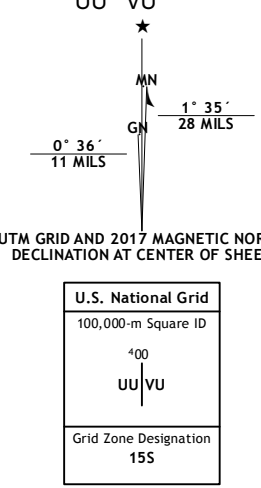 UU VU
MN
1° 35´
28 MILS
GN
0° 36´
11 MILS
UTM GRID AND 2017 MAGNETIC NOR
DECLINATION AT CENTER OF SHEE
U.S. National Grid
100,000-m Square ID
⁴00
UU VU
Grid Zone Designation
15S